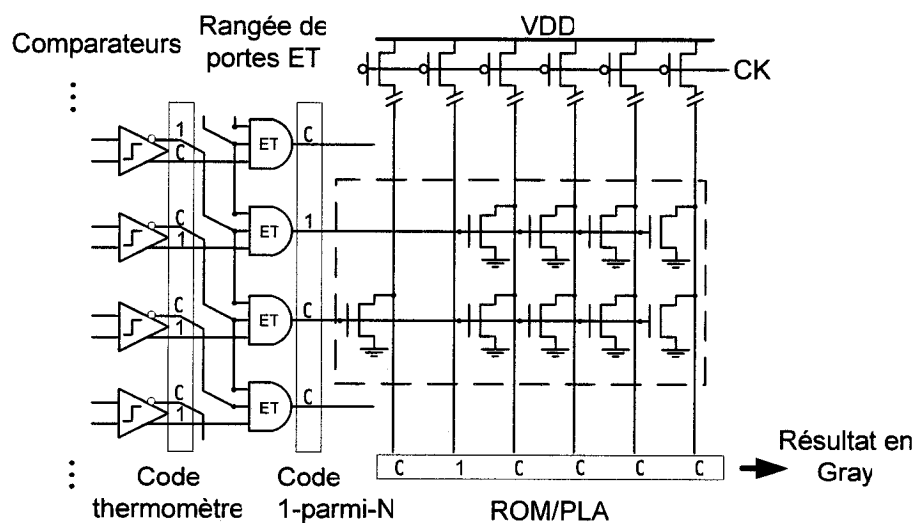 Comparateurs
Rangée de
portes ET
VDD
CK
1
C
ET
C
C
1
ET
1
C
1
ET
C
C
1
ET
C
C 1 C C C C
Code
thermomètre
Code
1-parmi-N
ROM/PLA
Résultat en
Gray